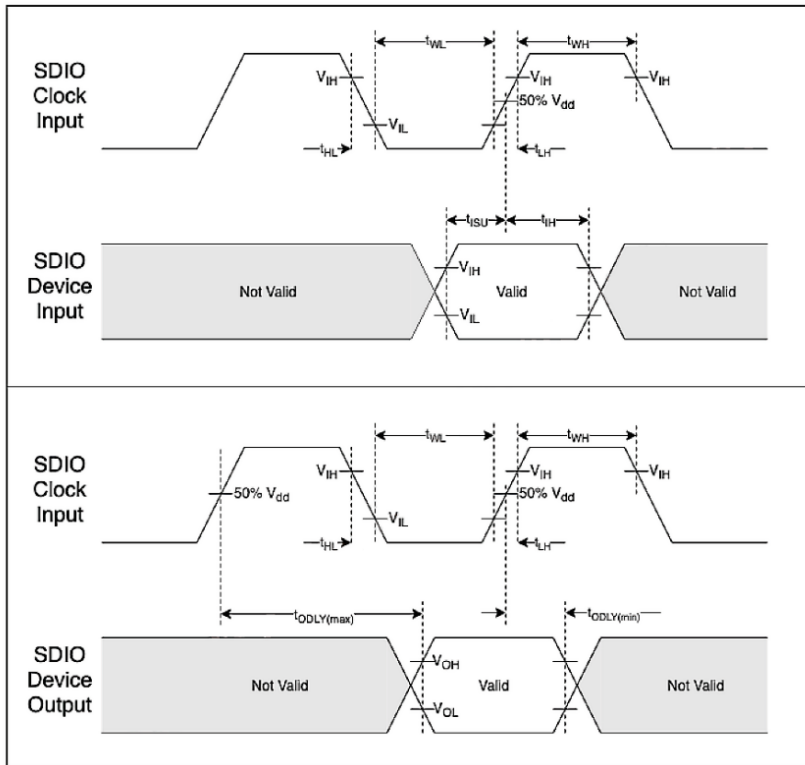 SDIO
Clock
Input
tWL
tWH
VIH
VIL
VIH
50% Vdd
VIH
tHL
tLH
SDIO
Device
Input
tISU
tIH
Not Valid
VIH
VIL
Valid
Not Valid
SDIO
Clock
Input
tWL
tWH
50% Vdd
VIH
VIL
VIH
50% Vdd
VIH
tHL
tLH
SDIO
Device
Output
tODLY(max)
tODLY(min)
Not Valid
VOH
VOL
Valid
Not Valid